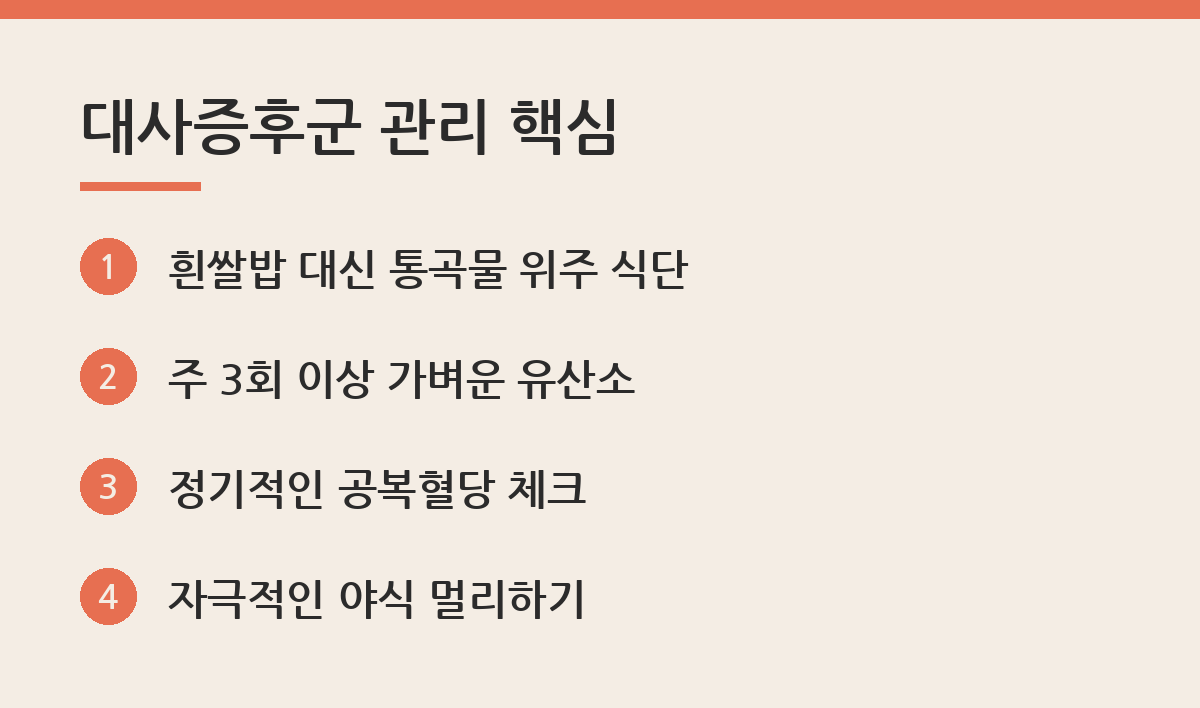 대사증후군 관리 핵심
1 흰쌀밥 대신 통곡물 위주 식단
2 주 3회 이상 가벼운 유산소
3 정기적인 공복혈당 체크
4 자극적인 야식 멀리하기